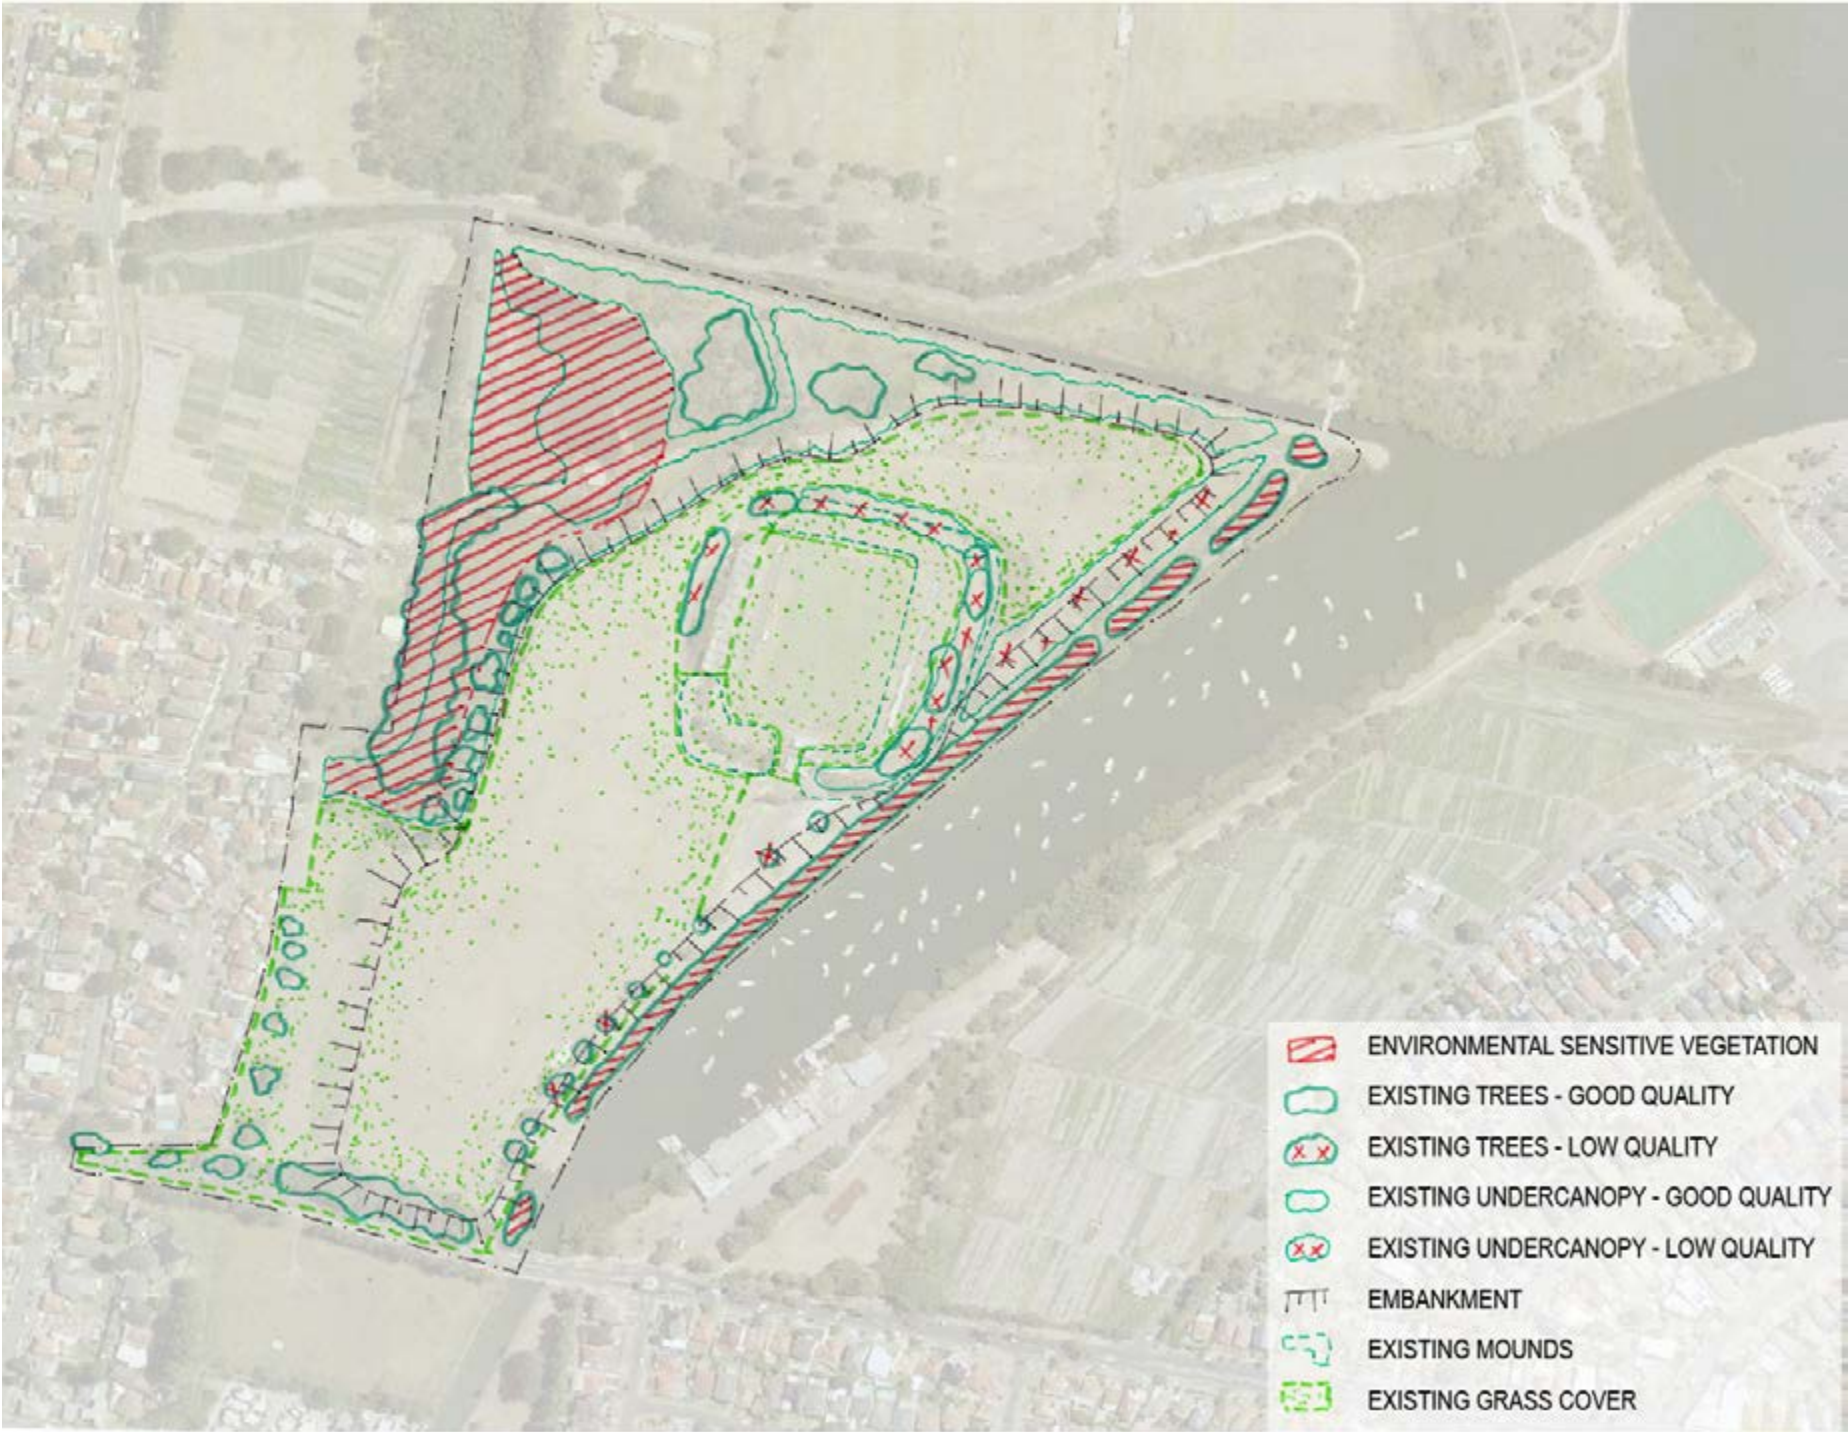 ENVIRONMENTAL SENSITIVE VEGETATION
EXISTING TREES - GOOD QUALITY
EXISTING TREES - LOW QUALITY
EXISTING UNDERCANOPY - GOOD QUALITY
EXISTING UNDERCANOPY - LOW QUALITY
EMBANKMENT
EXISTING MOUNDS
EXISTING GRASS COVER